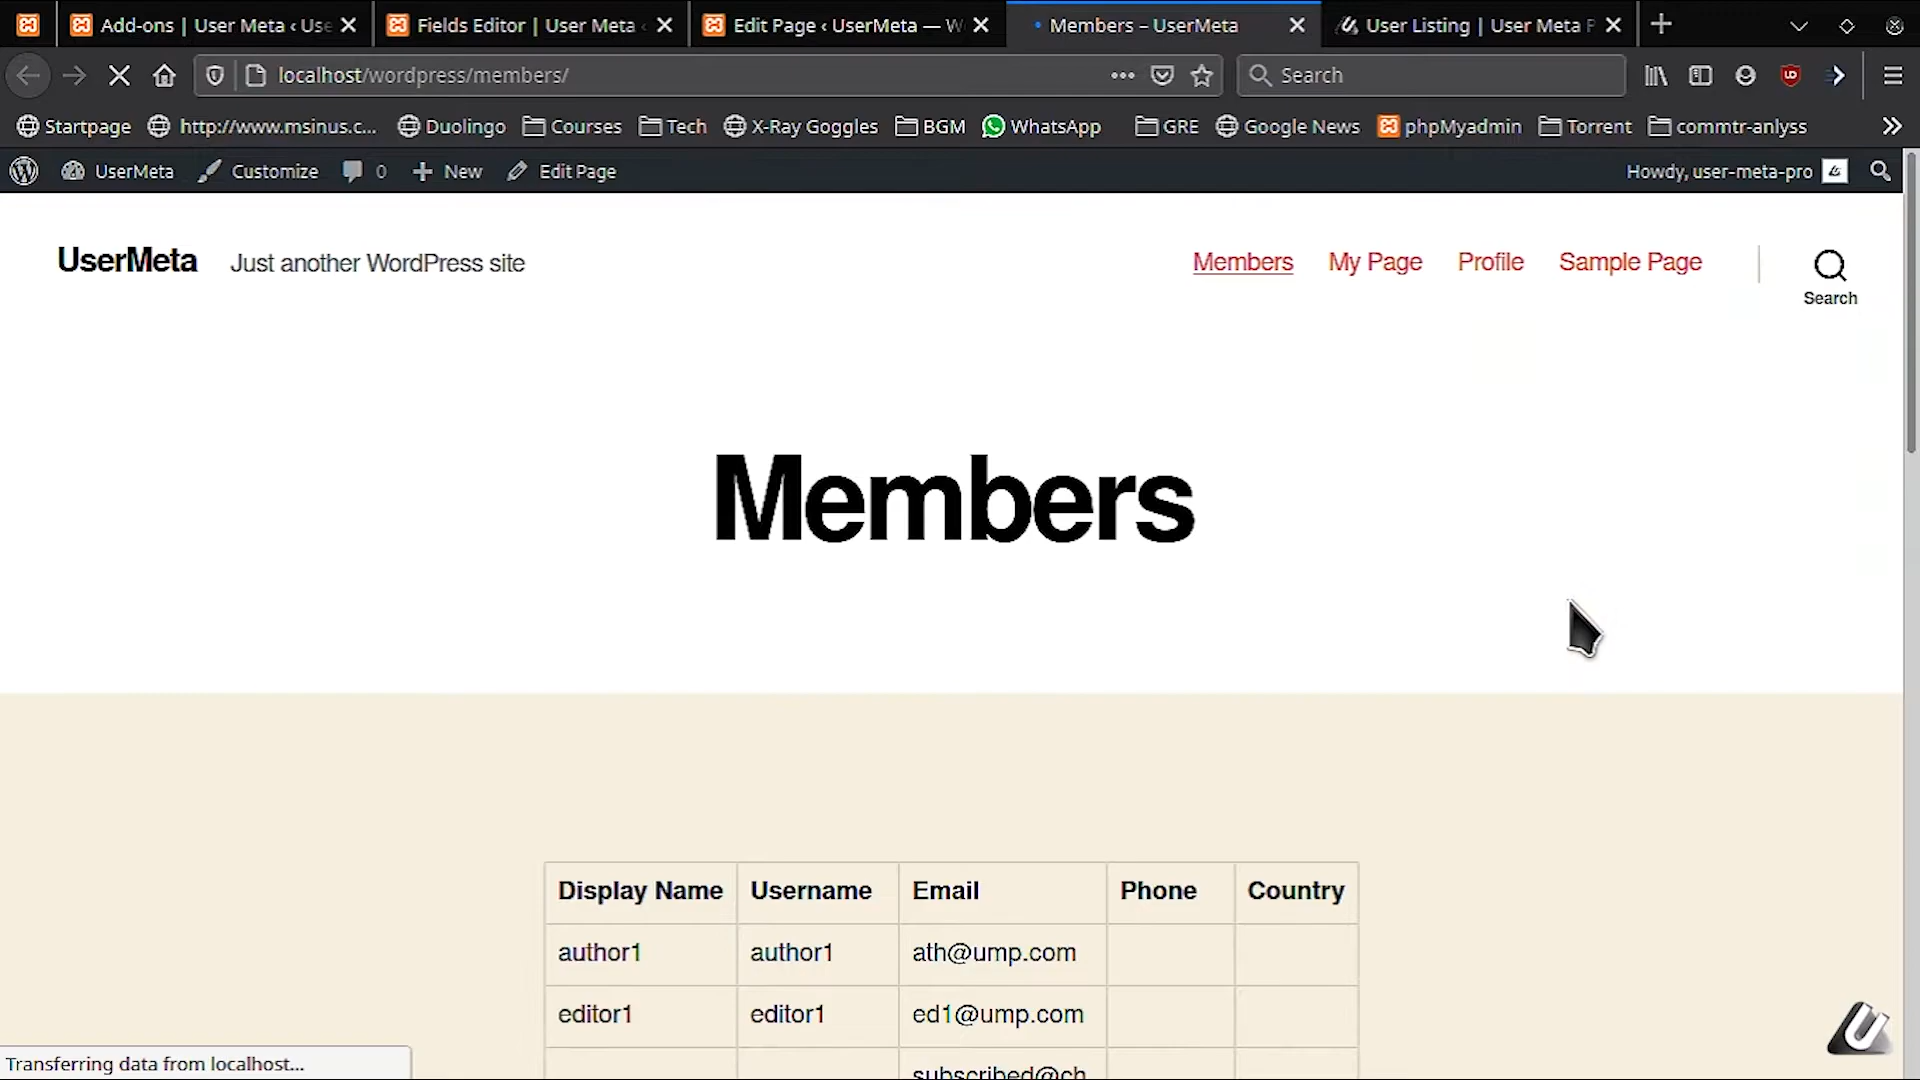 Add-ons | User Meta ‹ Use
Fields Editor | User Meta ‹
Edit Page ‹ UserMeta — W
Members – UserMeta
User Listing | User Meta P
localhost/wordpress/members/
Search
Startpage
http://www.msinus.c...
Duolingo
Courses
Tech
X-Ray Goggles
BGM
WhatsApp
GRE
Google News
phpMyadmin
Torrent
commtr-anlyss
UserMeta
Customize
0
New
Edit Page
Howdy, user-meta-pro
UserMeta
Just another WordPress site
Members
My Page
Profile
Sample Page
Search
Members
Display Name Username Email Phone Country
author1 author1 ath@ump.com
editor1 editor1 ed1@ump.com
subscribed@ch
Transferring data from localhost...